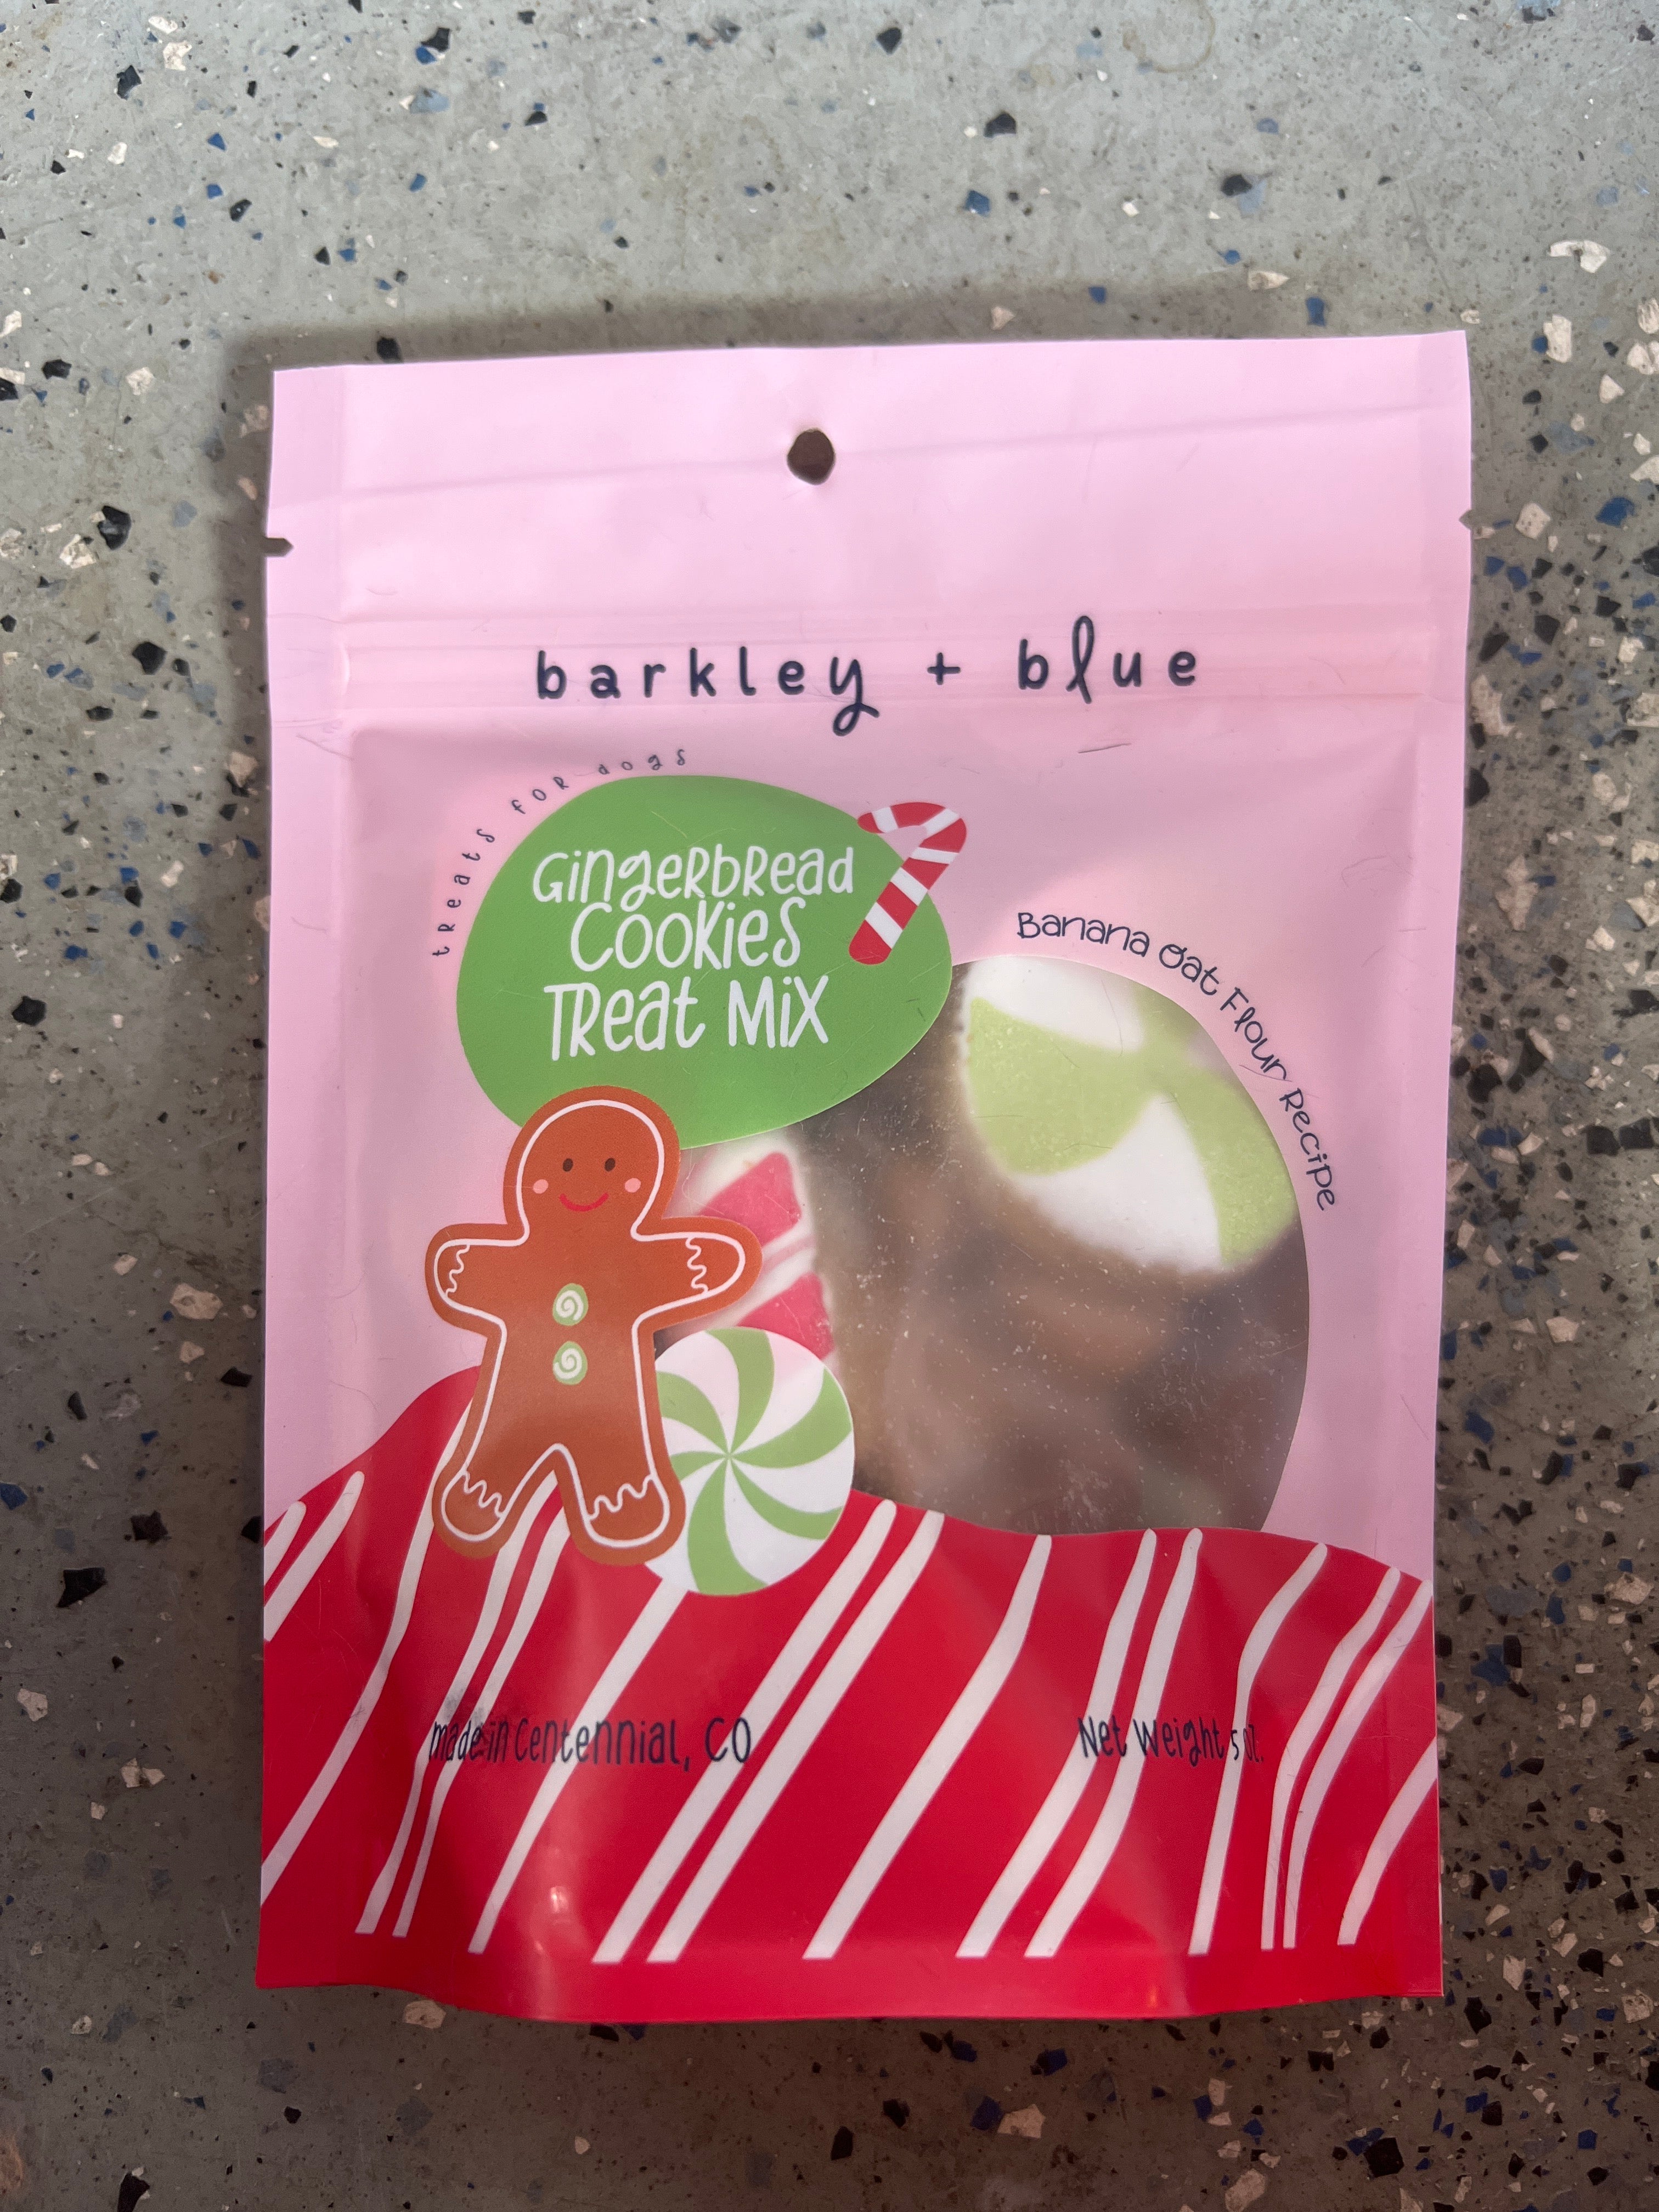 barkley + blue
treats for dogs
Gingerbread
Cookies
Treat Mix
Banana Oat Flour Recipe
made in Centennial, CO
Net Weight 5 oz.